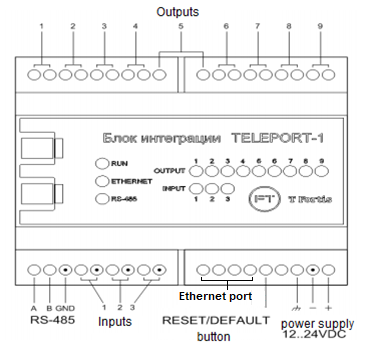 Outputs
1 2 3 4 5 6 7 8 9
Блок интеграции TELEPORT-1
1 2 3 4 5 6 7 8 9
RUN
OUTPUT
ETHERNET
INPUT
RS-485
1 2 3
FT T Fortis
Ethernet port
A B GND 1 2 3
RS-485 Inputs RESET/DEFAULT power supply
button 12..24VDC
- +